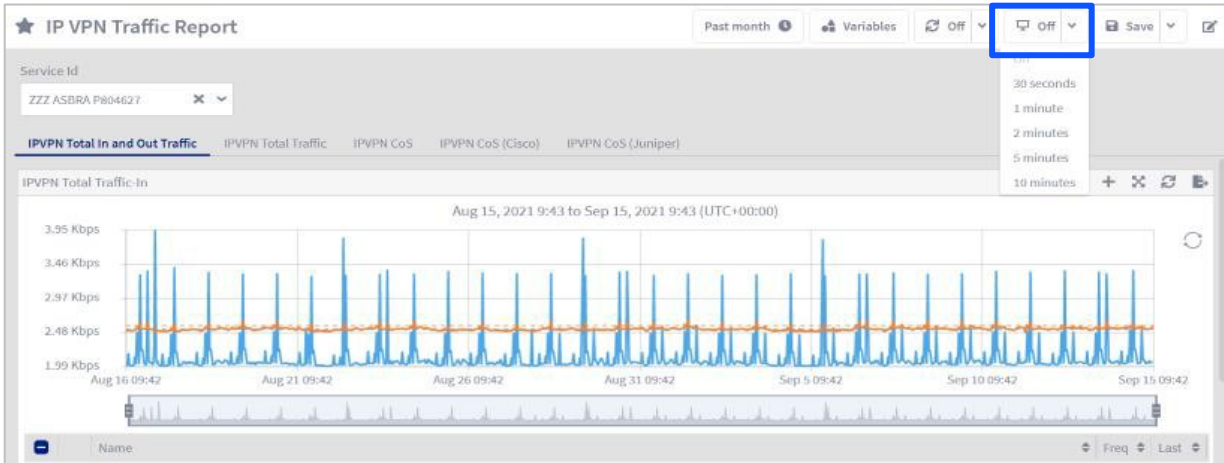 IP VPN Traffic Report
Past month
Variables
Off
Off
Save
Service Id
ZZZ ASBRA P804627
Off
30 seconds
1 minute
2 minutes
5 minutes
10 minutes
IPVPN Total In and Out Traffic IPVPN Total Traffic IPVPN CoS IPVPN CoS (Cisco) IPVPN CoS (Juniper)
IPVPN Total Traffic-In
Aug 15, 2021 9:43 to Sep 15, 2021 9:43 (UTC+00:00)
3.95 Kbps
3.46 Kbps
2.97 Kbps
2.48 Kbps
1.99 Kbps
Aug 16 09:42 Aug 21 09:42 Aug 26 09:42 Aug 31 09:42 Sep 5 09:42 Sep 10 09:42 Sep 15 09:42
Name Freq Last